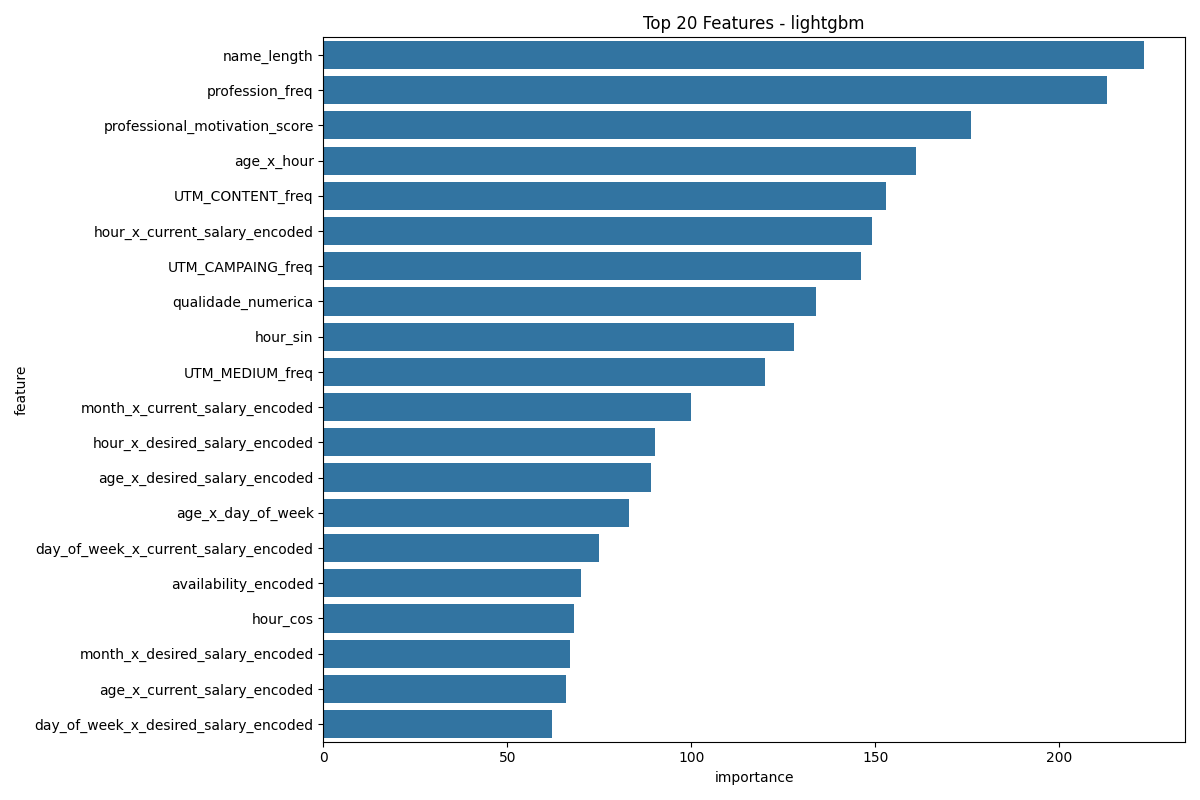 Top 20 Features - lightgbm
name_length
profession_freq
professional_motivation_score
age_x_hour
UTM_CONTENT_freq
hour_x_current_salary_encoded
UTM_CAMPAING_freq
qualidade_numerica
hour_sin
UTM_MEDIUM_freq
month_x_current_salary_encoded
hour_x_desired_salary_encoded
age_x_desired_salary_encoded
age_x_day_of_week
day_of_week_x_current_salary_encoded
availability_encoded
hour_cos
month_x_desired_salary_encoded
age_x_current_salary_encoded
day_of_week_x_desired_salary_encoded
feature
0 50 100 150 200
importance